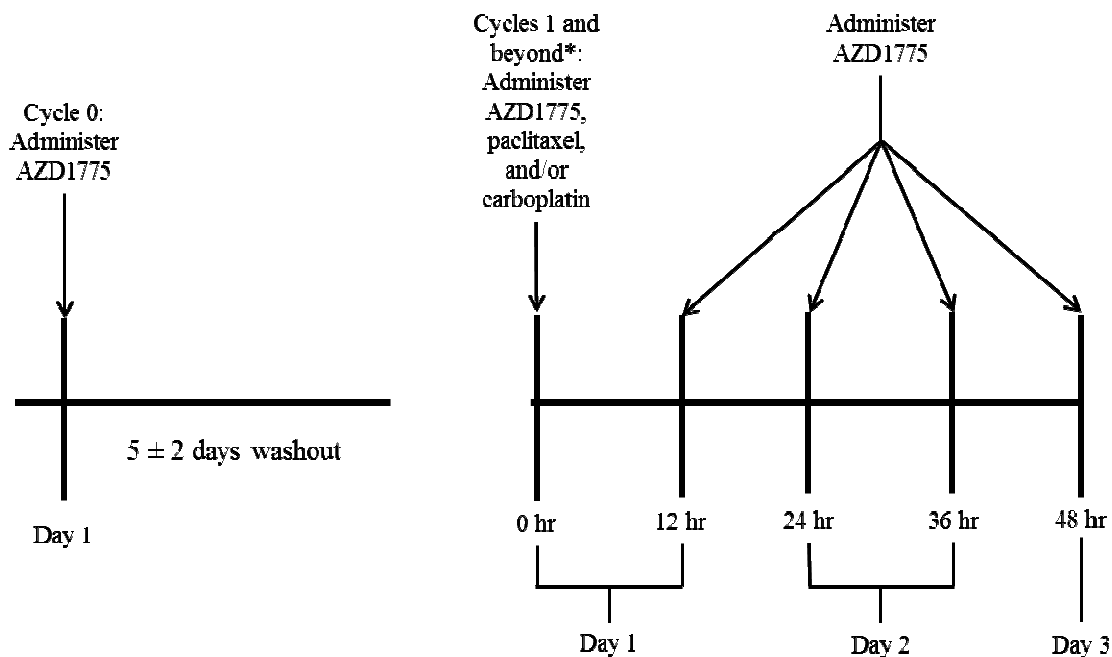 Cycle 0:
Administer
AZD1775
Cycles 1 and
beyond*:
Administer
AZD1775,
paclitaxel,
and/or
carboplatin
Administer
AZD1775
5 ± 2 days washout
Day 1
0 hr
12 hr
24 hr
36 hr
48 hr
Day 1
Day 2
Day 3